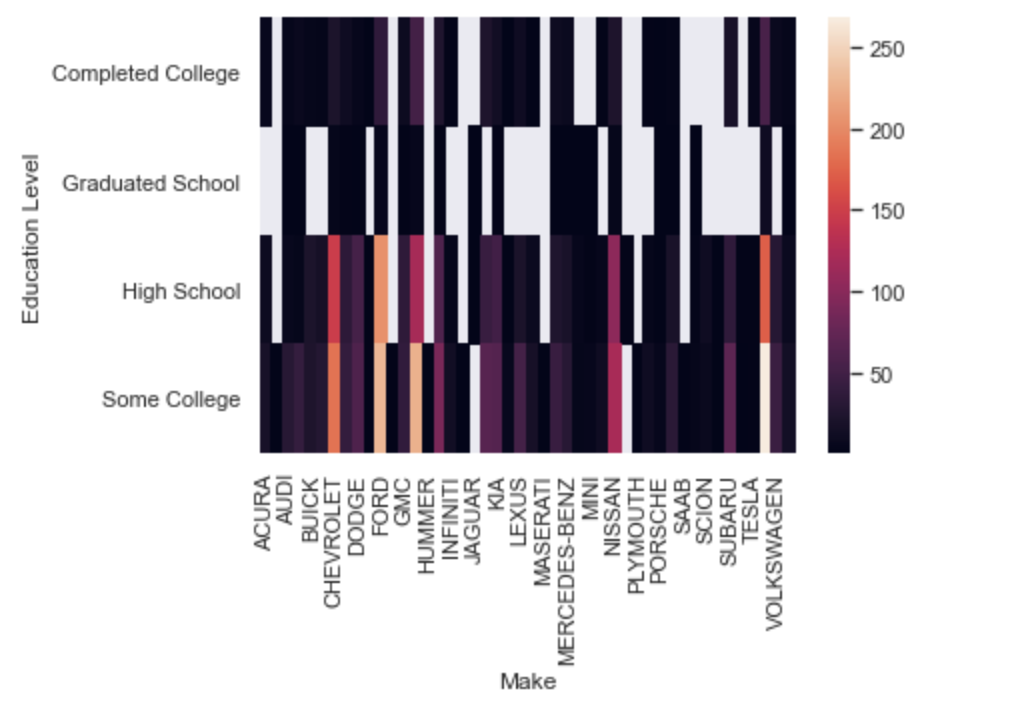 Education Level
Completed College
Graduated School
High School
Some College
250
200
150
100
50
ACURA
AUDI
BUICK
CHEVROLET
DODGE
FORD
GMC
HUMMER
INFINITI
JAGUAR
KIA
LEXUS
MASERATI
MERCEDES-BENZ
MINI
NISSAN
PLYMOUTH
PORSCHE
SAAB
SCION
SUBARU
TESLA
VOLKSWAGEN
Make